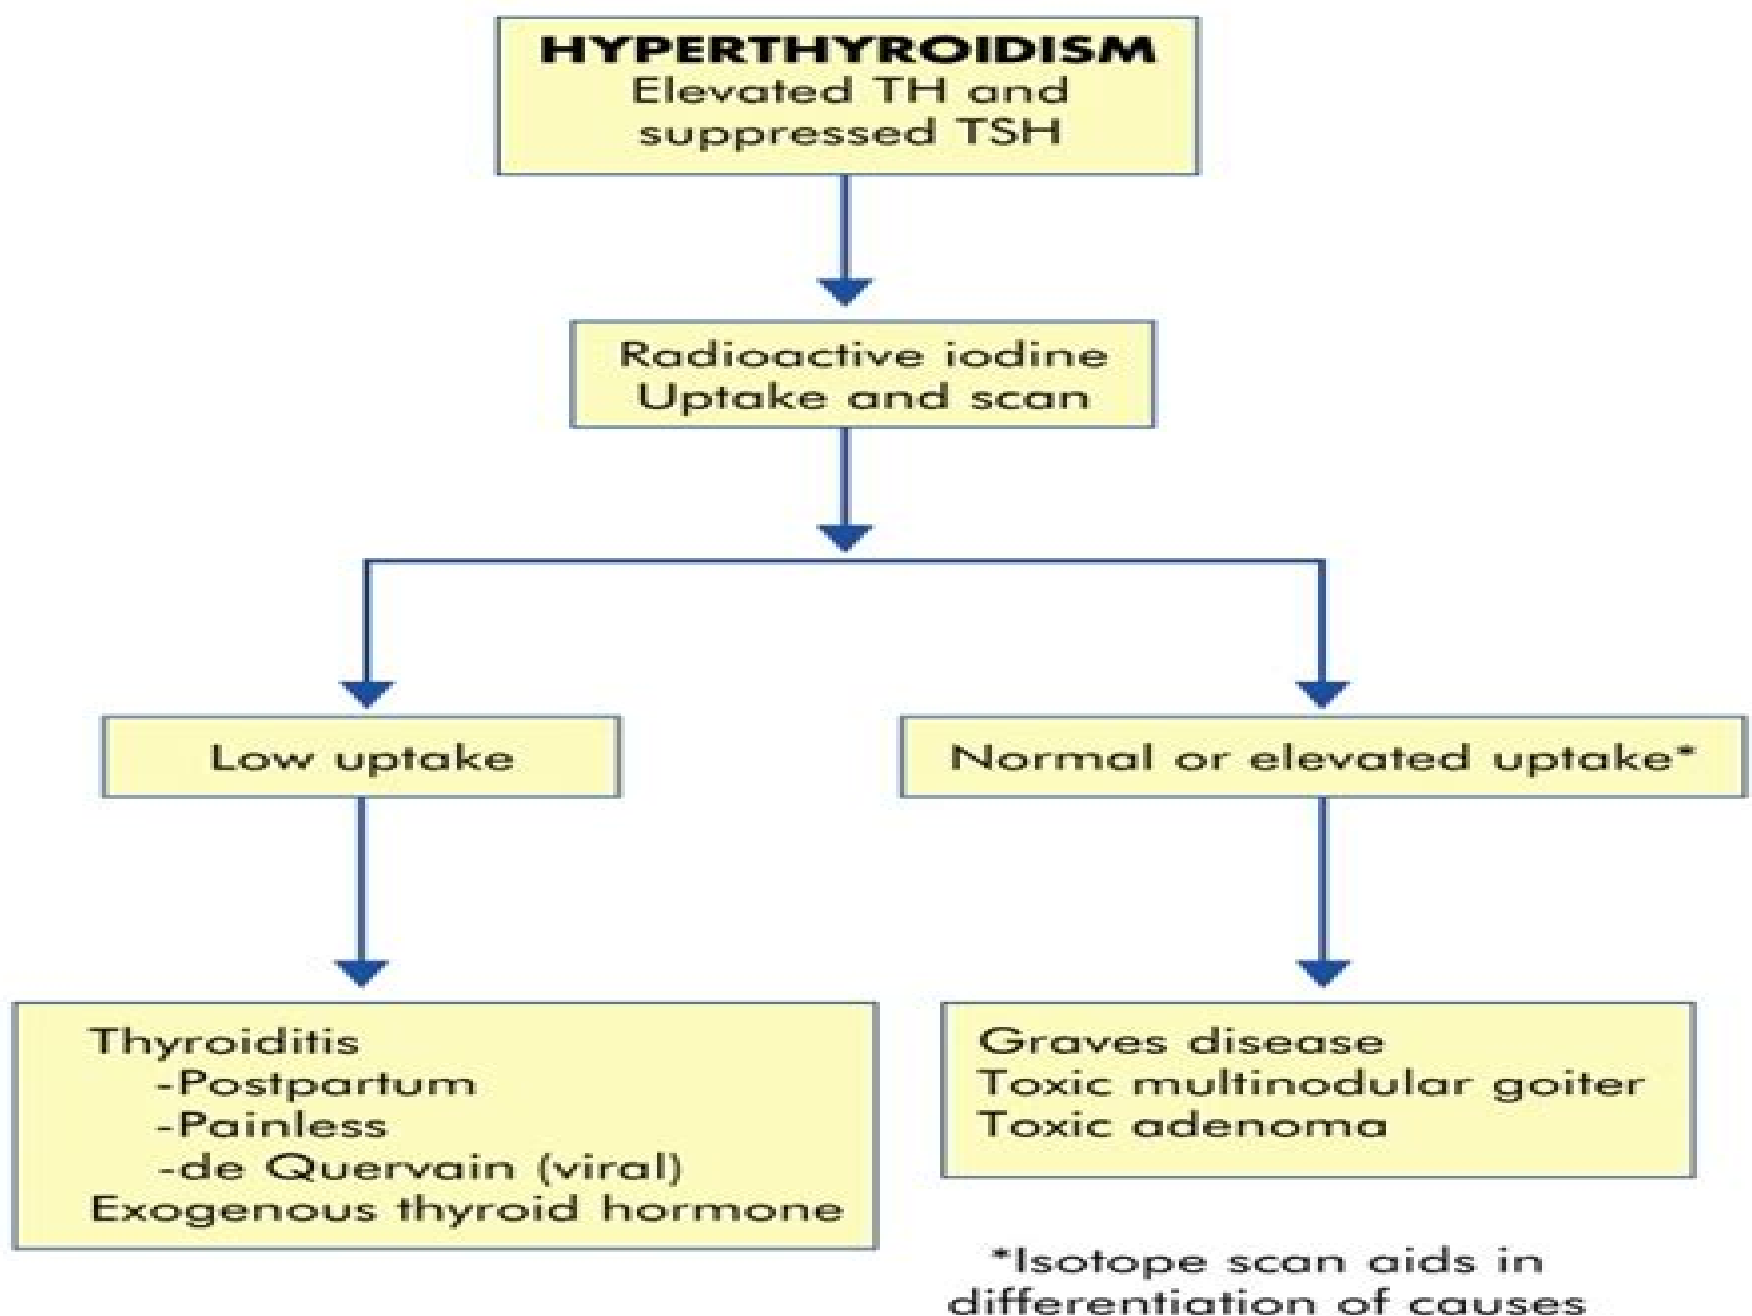 HYPERTHYROIDISM
Elevated TH and
suppressed TSH
Radioactive iodine
Uptake and scan
Low uptake
Normal or elevated uptake*
Thyroiditis
-Postpartum
-Painless
-de Quervain (viral)
Exogenous thyroid hormone
Graves disease
Toxic multinodular goiter
Toxic adenoma
*Isotope scan aids in
differentiation of causes